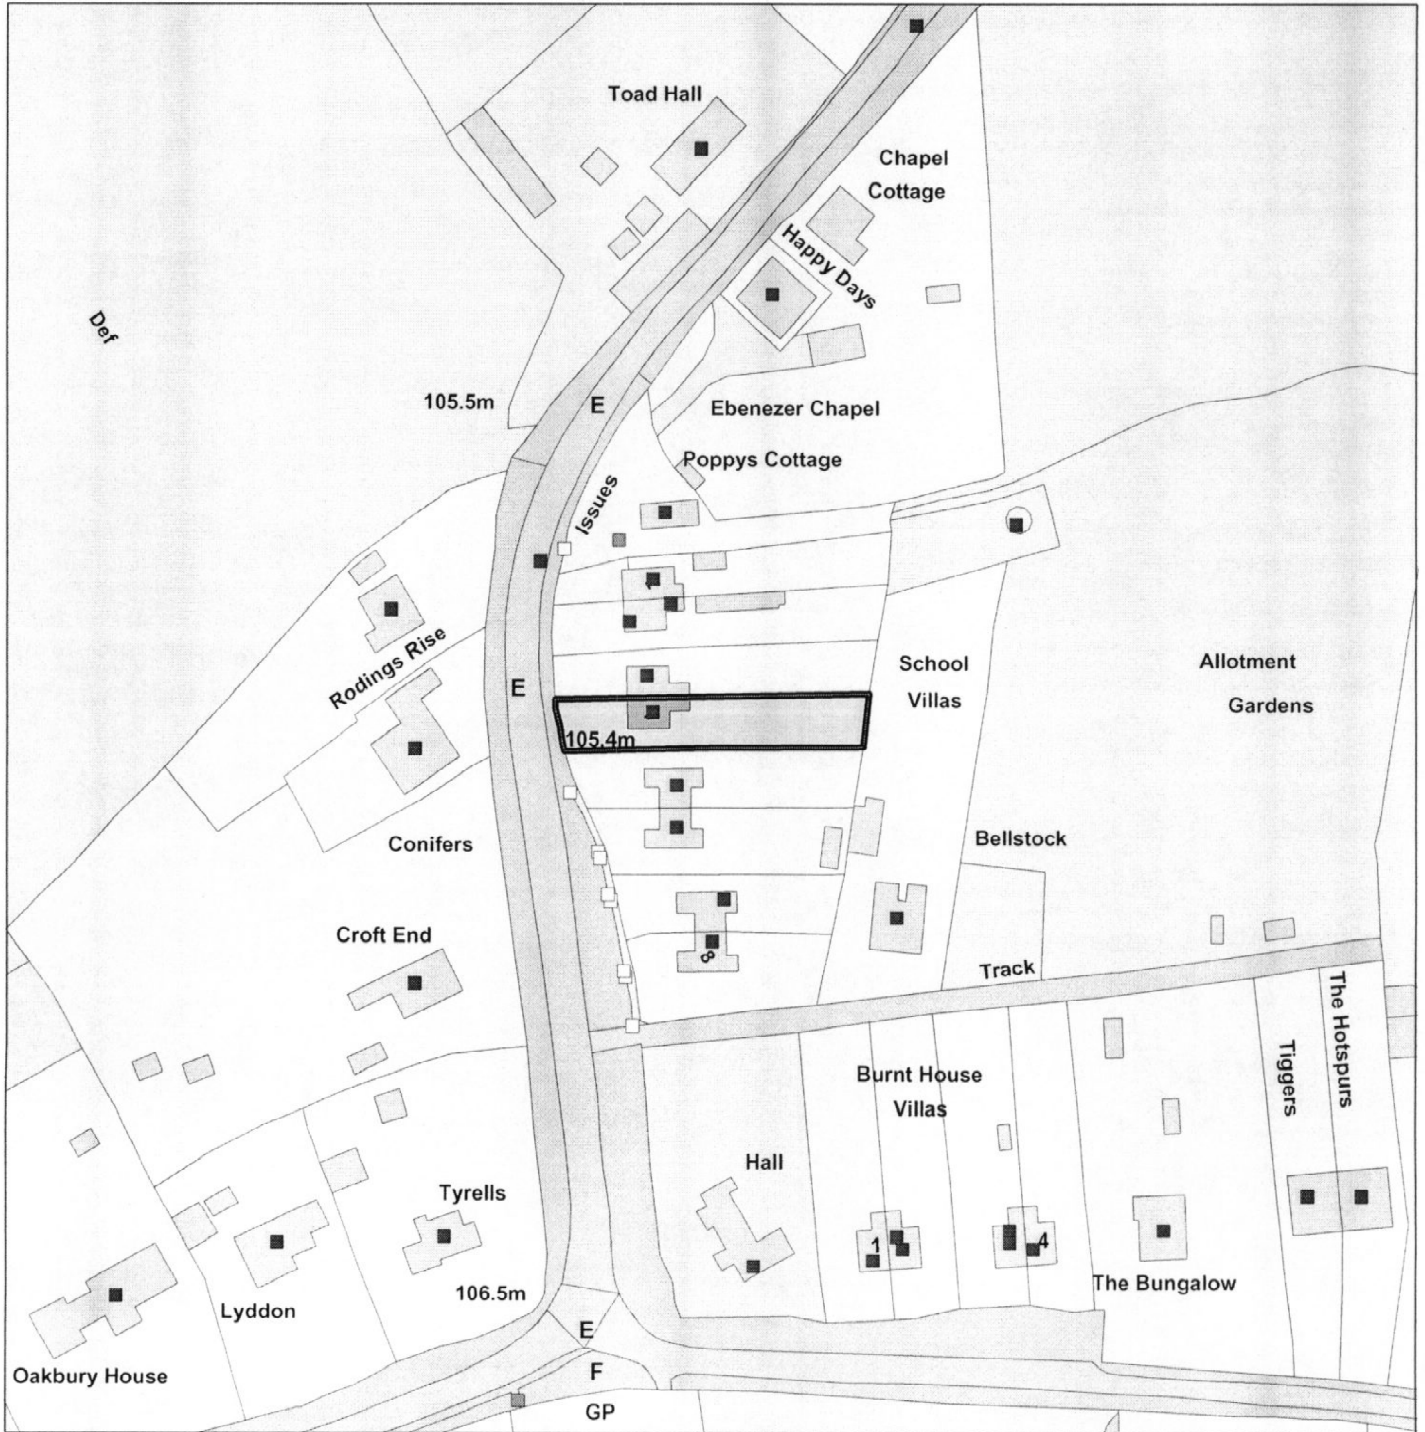 Toad Hall
Chapel
Cottage
Happy Days
Def
105.5m
E
Ebenezer Chapel
Poppys Cottage
Issues
1
Rodings Rise
E
School
Villas
Allotment
Gardens
105.4m
Conifers
Bellstock
Croft End
8
Track
The Hotspurs
Tiggers
Burnt House
Villas
Hall
Tyrells
1
4
The Bungalow
106.5m
Lyddon
E
Oakbury House
F
GP